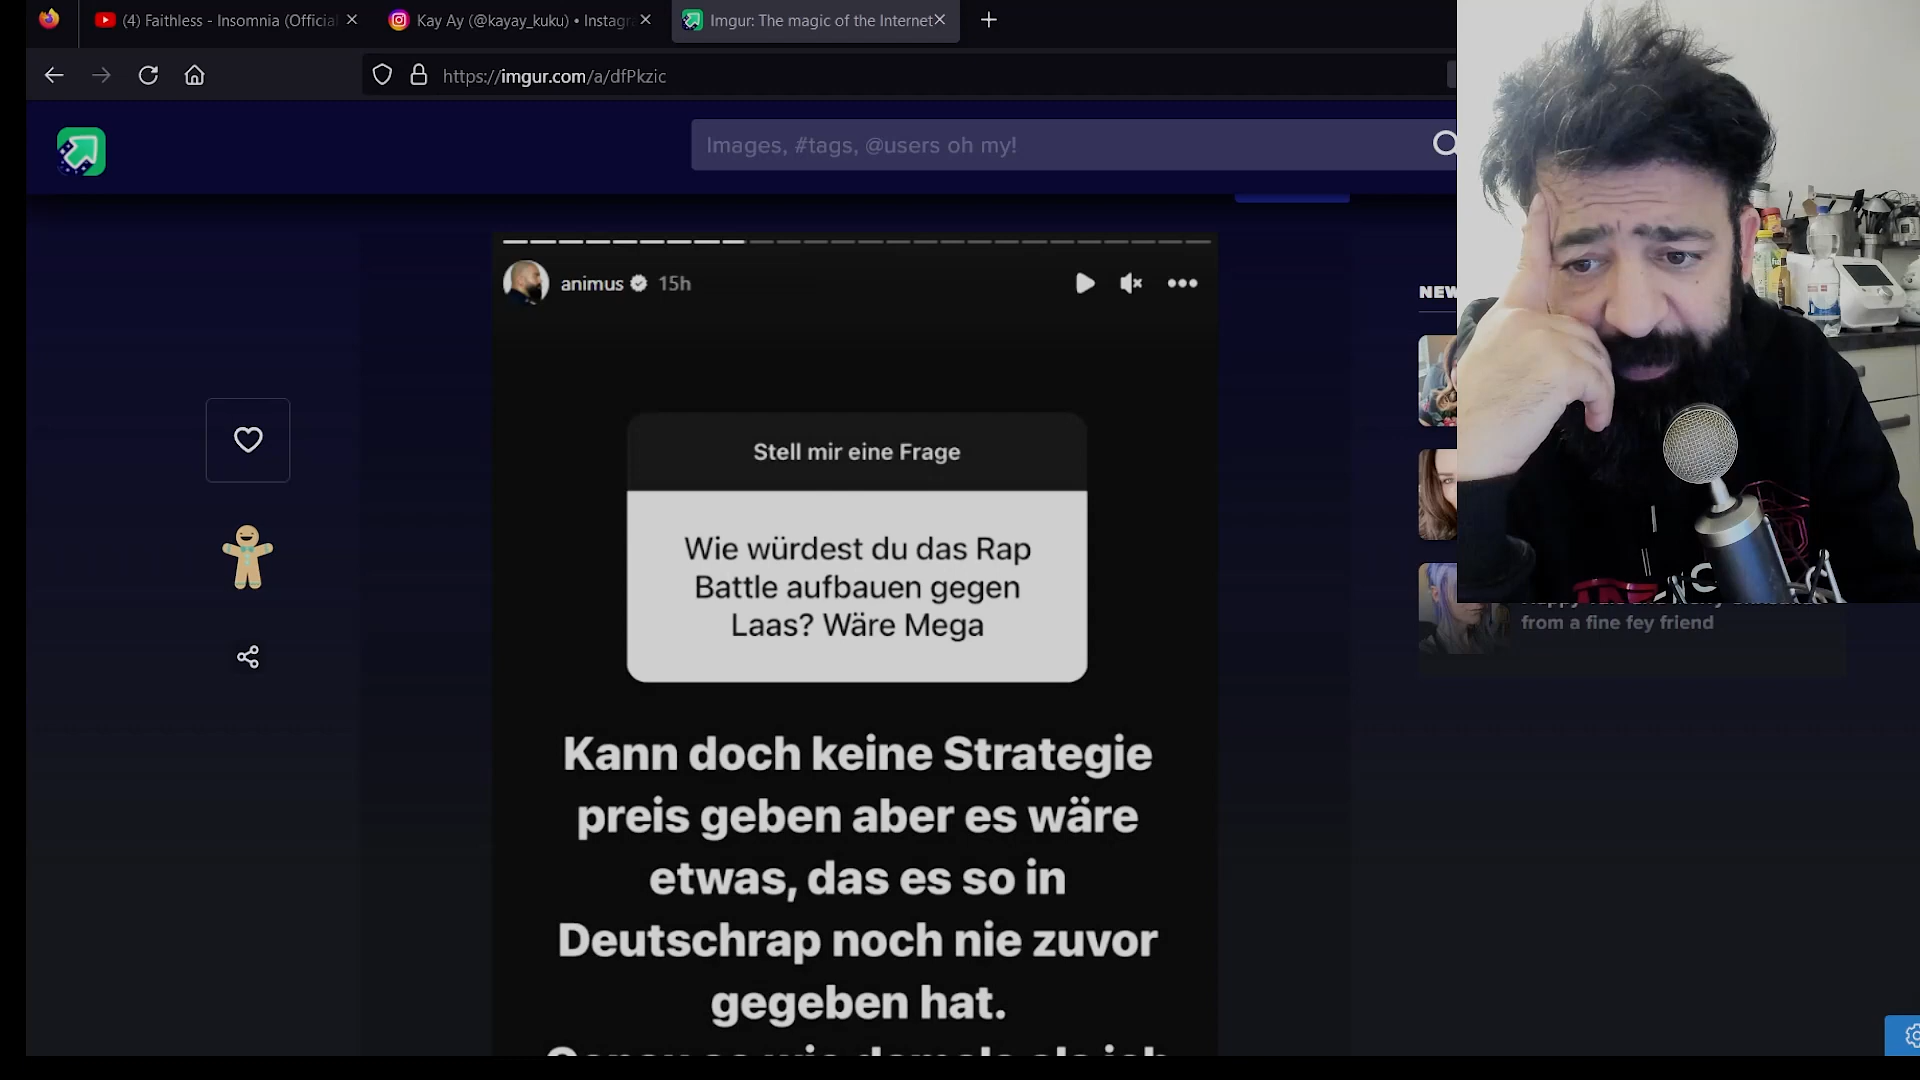 (4) Faithless - Insomnia (Official
Kay Ay (@kayay_kuku) • Instagr
Imgur: The magic of the Internet
https://imgur.com/a/dfPkzic
Images, #tags, @users oh my!
animus 15h
NEW
Stell mir eine Frage
Wie würdest du das Rap
Battle aufbauen gegen
Laas? Wäre Mega
from a fine fey friend
Kann doch keine Strategie
preis geben aber es wäre
etwas, das es so in
Deutschrap noch nie zuvor
gegeben hat.